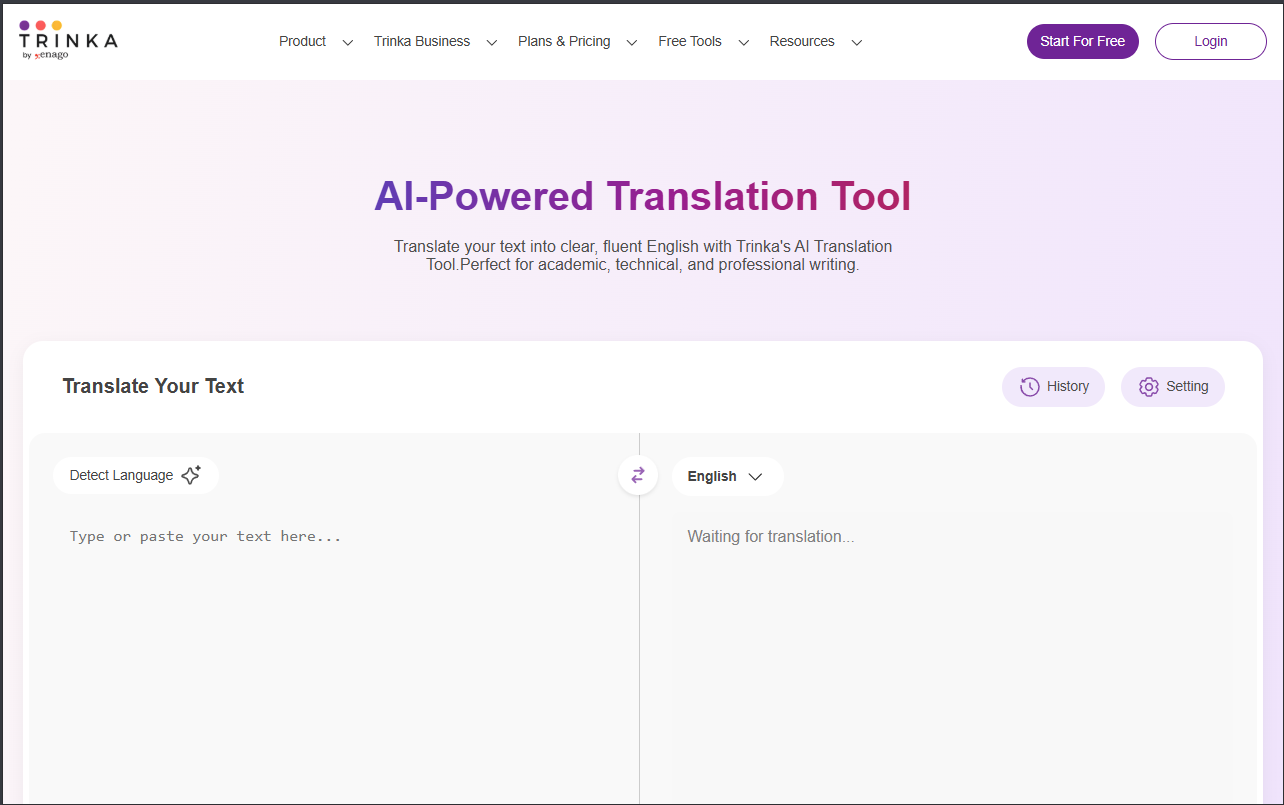 TRINKA
by enago
Product Trinka Business Plans & Pricing Free Tools Resources Start For Free Login
AI-Powered Translation Tool
Translate your text into clear, fluent English with Trinka's AI Translation
Tool.Perfect for academic, technical, and professional writing.
Translate Your Text History Setting
Detect Language English
Type or paste your text here... Waiting for translation...